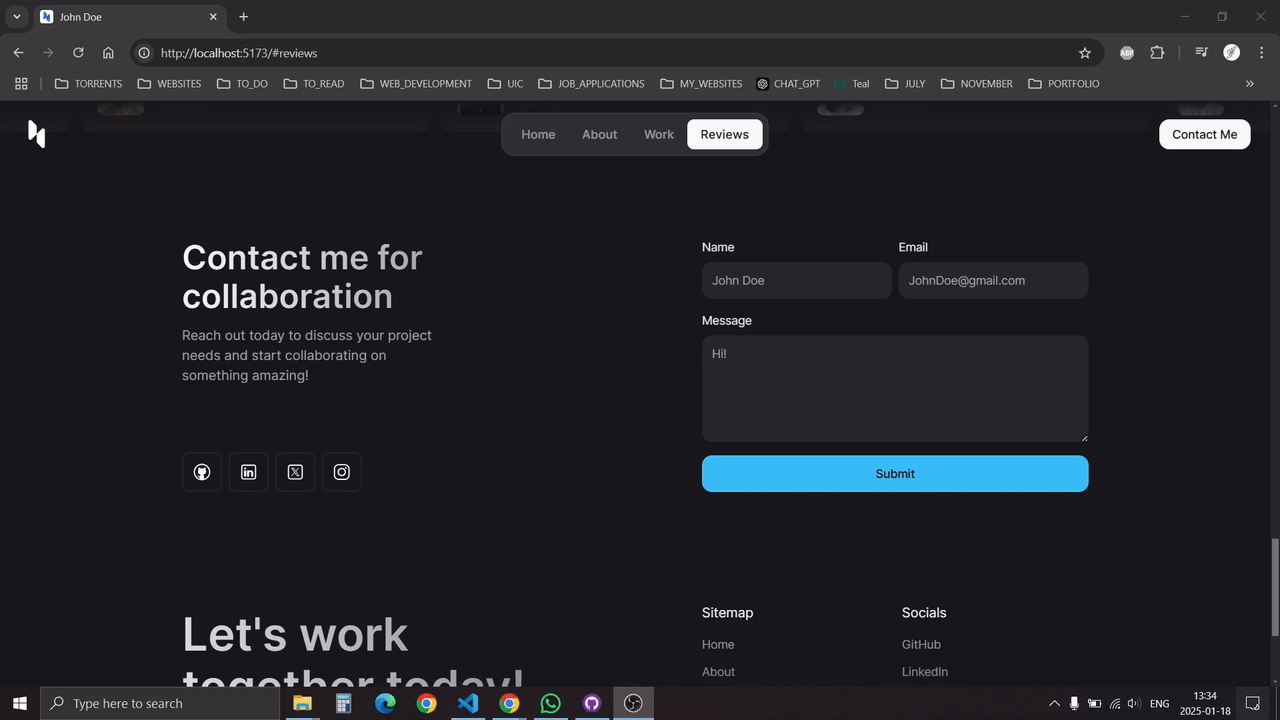 John Doe
http://localhost:5173/#reviews
TORRENTS WEBSITES TO_DO TO_READ WEB_DEVELOPMENT UIC JOB_APPLICATIONS MY_WEBSITES CHAT_GPT Teal JULY NOVEMBER PORTFOLIO
Home About Work Reviews
Contact Me
Contact me for
collaboration
Reach out today to discuss your project
needs and start collaborating on
something amazing!
Name Email
John Doe JohnDoe@gmail.com
Message
Hi!
Submit
Let's work
together today!
Sitemap Socials
Home GitHub
About LinkedIn
Type here to search
ENG
13:34
2025-01-18